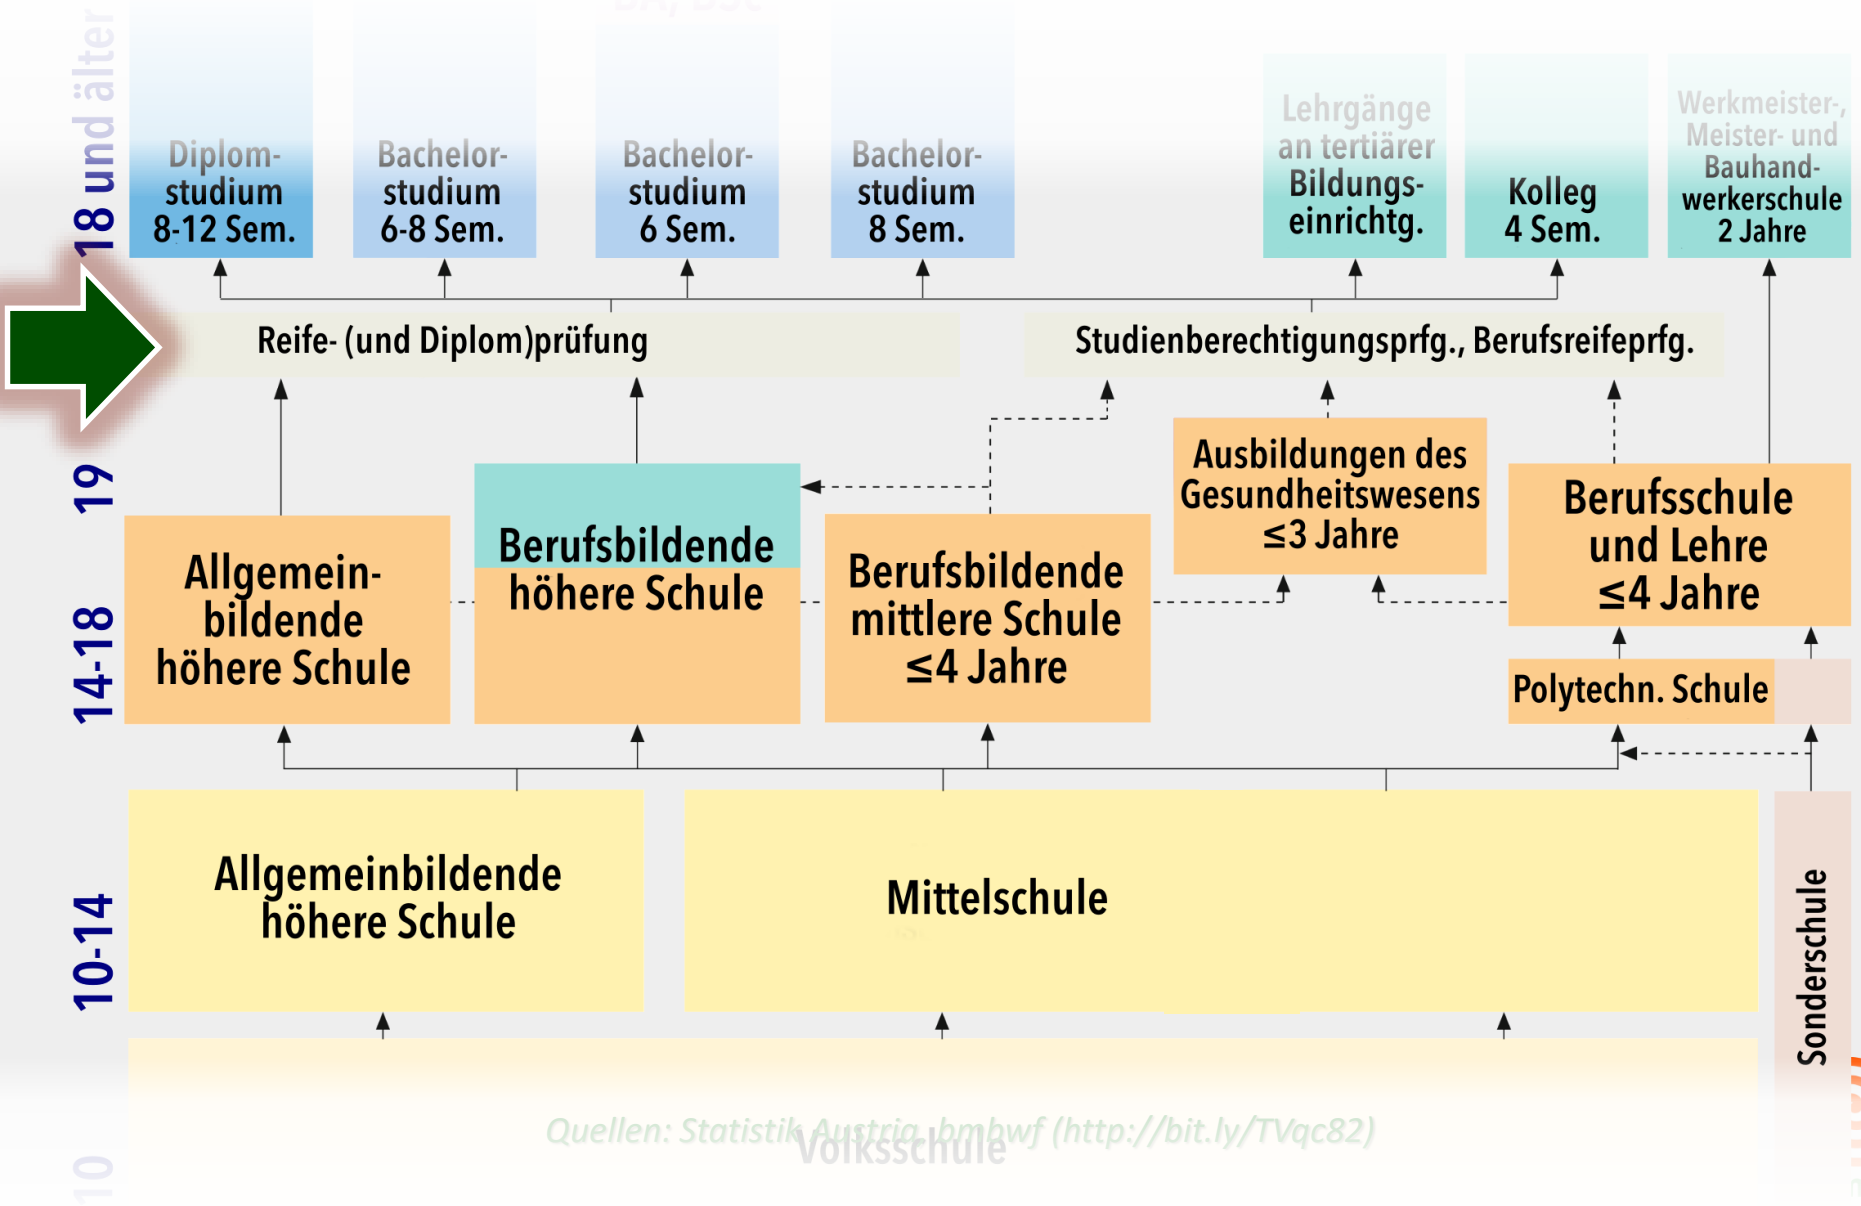 BA, BSc
18 und älter
Diplom-
studium
8-12 Sem.
Bachelor-
studium
6-8 Sem.
Bachelor-
studium
6 Sem.
Bachelor-
studium
8 Sem.
Lehrgänge
an tertiärer
Bildungs-
einrichtg.
Kolleg
4 Sem.
Werkmeister-,
Meister- und
Bauhand-
werkerschule
2 Jahre
Reife- (und Diplom)prüfung
Studienberechtigungsprfg., Berufsreifeprfg.
19
14-18
Allgemein-
bildende
höhere Schule
Berufsbildende
höhere Schule
Berufsbildende
mittlere Schule
≤4 Jahre
Ausbildungen des
Gesundheitswesens
≤3 Jahre
Berufsschule
und Lehre
≤4 Jahre
Polytechn. Schule
10-14
Allgemeinbildende
höhere Schule
Mittelschule
Sonderschule
10
Quellen: Statistik Austria, bmbwf (http://bit.ly/TVqc82)
Volksschule